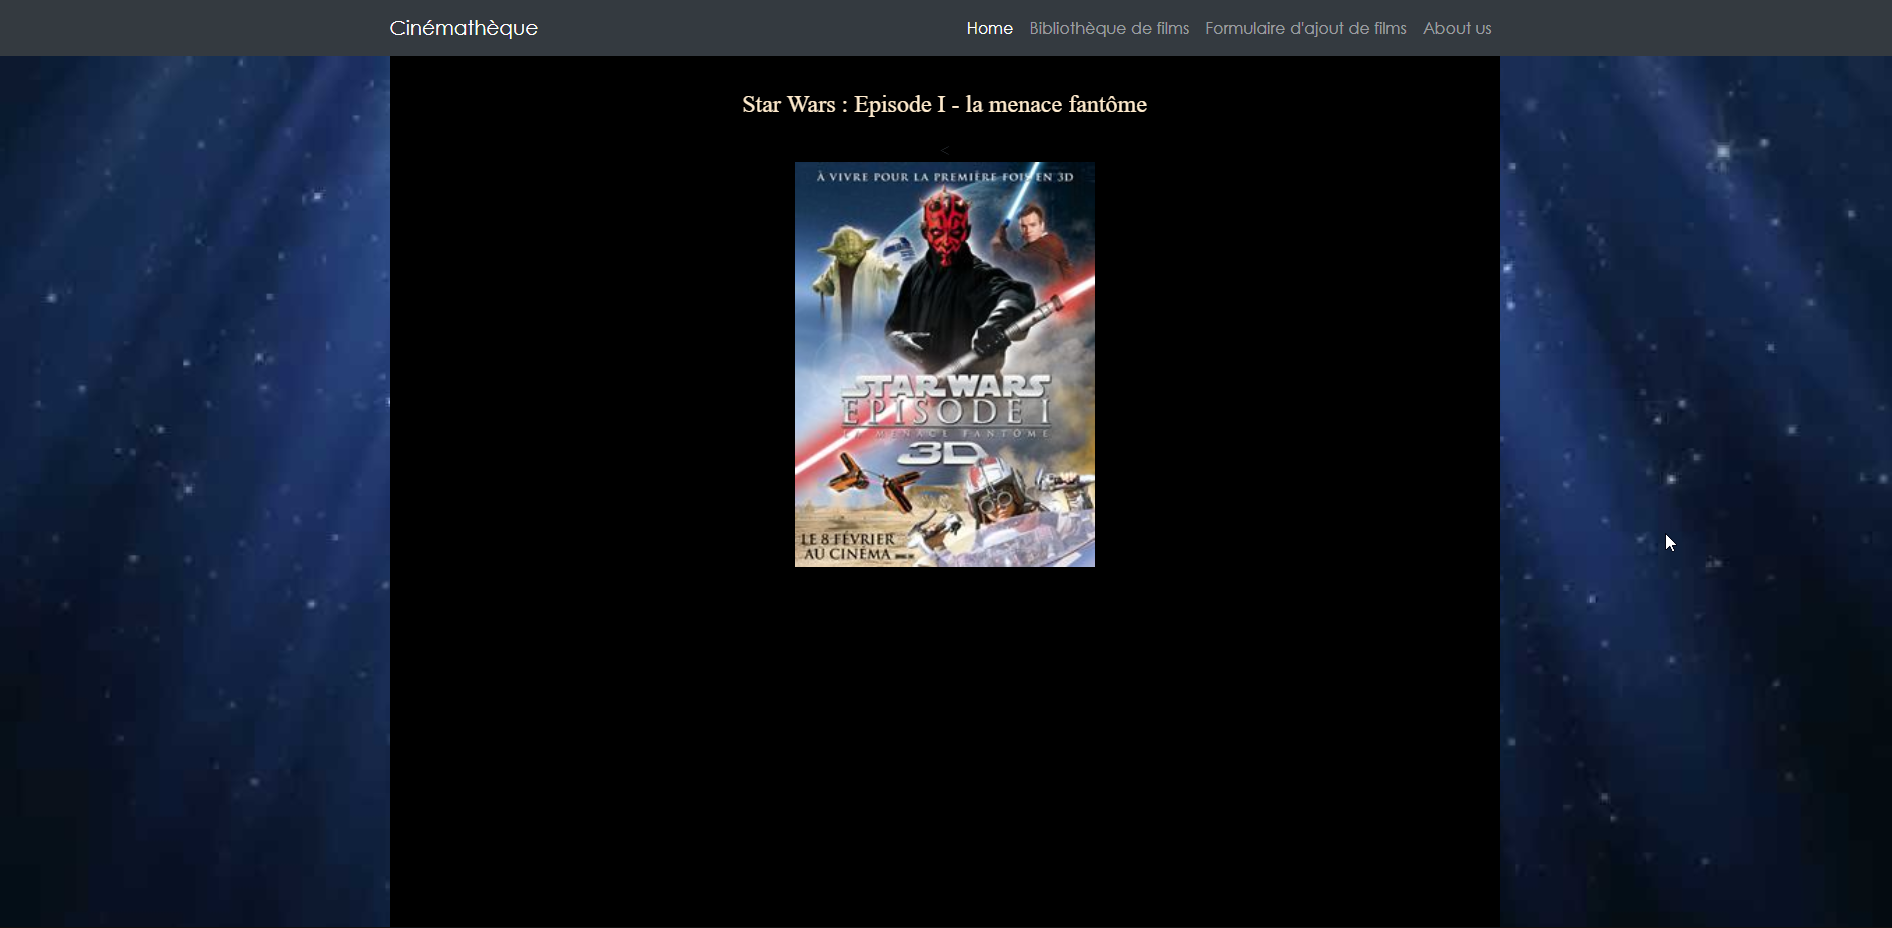 Cinémathèque
Home Bibliothèque de films Formulaire d'ajout de films About us
Star Wars : Episode I - la menace fantôme
<
À VIVRE POUR LA PREMIÈRE FOIS EN 3D
STAR WARS
EPISODE I
LA MENACE FANTÔME
3D
LE 8 FÉVRIER
AU CINÉMA